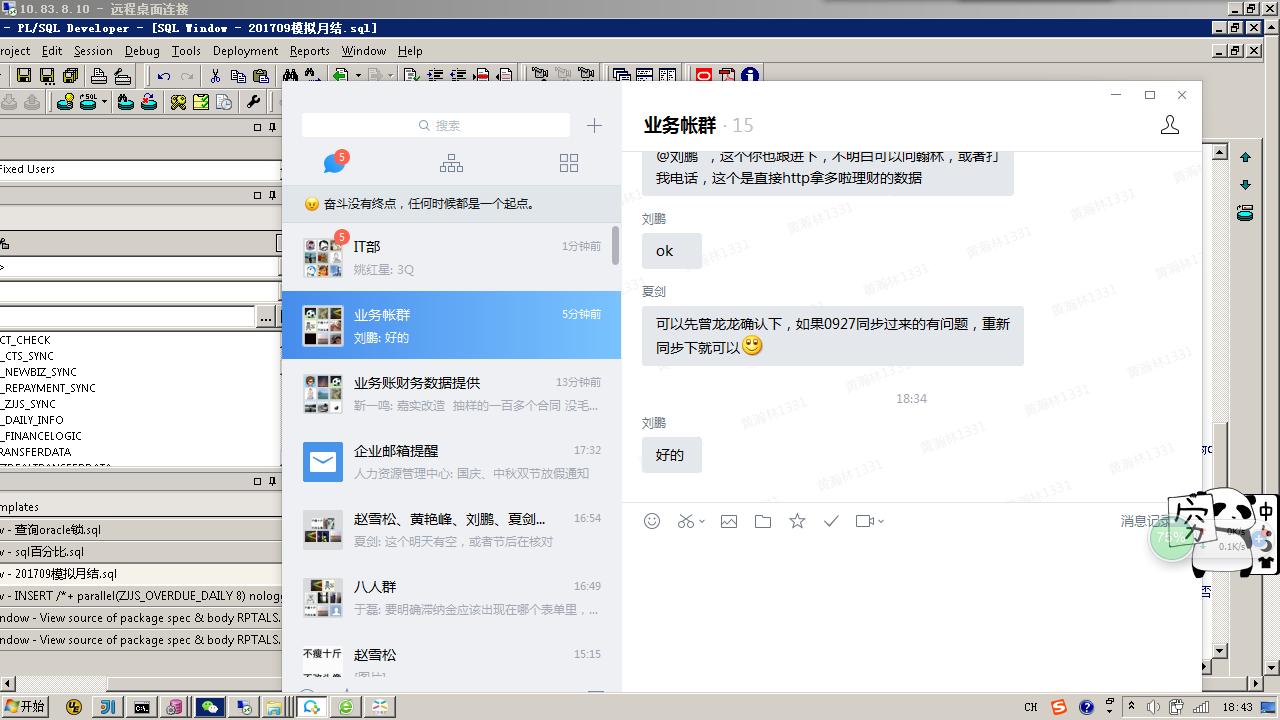 10.83.8.10 - 远程桌面连接
- PL/SQL Developer - [SQL Window - 201709模拟月结.sql]
roject Edit Session Debug Tools Deployment Reports Window Help
搜索
5
奋斗没有终点，任何时候都是一个起点。
5
IT部 1分钟前
姚红星: 3Q
业务帐群 5分钟前
刘鹏: 好的
业务账财务数据提供 13分钟前
靳一鸣: 嘉实改造 抽样的一百多个合同 没毛...
企业邮箱提醒 17:32
人力资源管理中心: 国庆、中秋双节放假通知
赵雪松、黄艳峰、刘鹏、夏剑... 16:54
夏剑: 这个明天有空，或者节后在核对
八人群 16:49
于磊: 要明确滞纳金应该出现在哪个表单里，...
不瘦十斤
赵雪松 15:15
[图片]
业务帐群 · 15
@刘鹏 ，这个你也跟进下，不明白可以问翰林，或者打
我电话，这个是直接http拿多啦理财的数据
刘鹏
ok
夏剑
可以先曾龙龙确认下，如果0927同步过来的有问题，重新
同步下就可以
18:34
刘鹏
好的
黄瀚林1331
消息记录
75%
0K/s
0.1K/s
中
Fixed Users
...
CT_CHECK
_CTS_SYNC
_NEWBIZ_SYNC
_REPAYMENT_SYNC
_ZJJS_SYNC
_DAILY_INFO
_FINANCELOGIC
TRANSFERDATA
mplates
w - 查询oracle锁.sql
w - sql百分比.sql
w - 201709模拟月结.sql
w - INSERT /*+ parallel(ZJJS_OVERDUE_DAILY 8) nologg
ndow - View source of package spec & body RPTALS.
ndow - View source of package spec & body RPTALS.
开始
CH
18:43